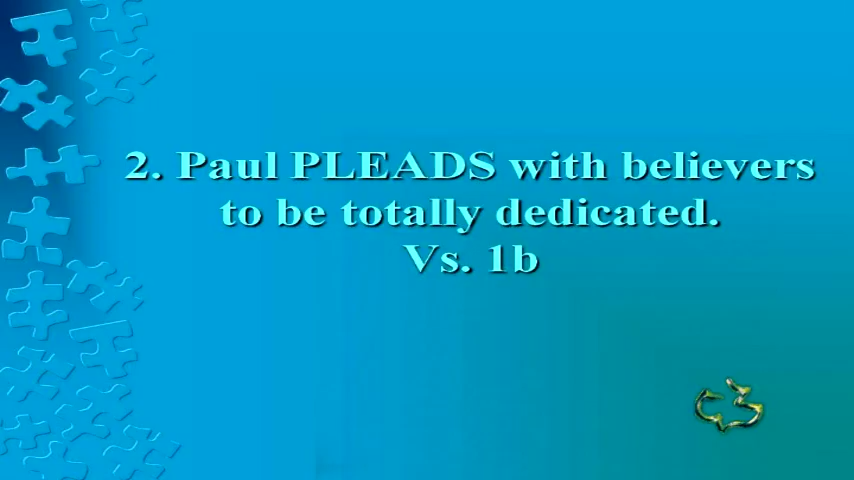 2. Paul PLEADS with believers
to be totally dedicated.
Vs. 1b